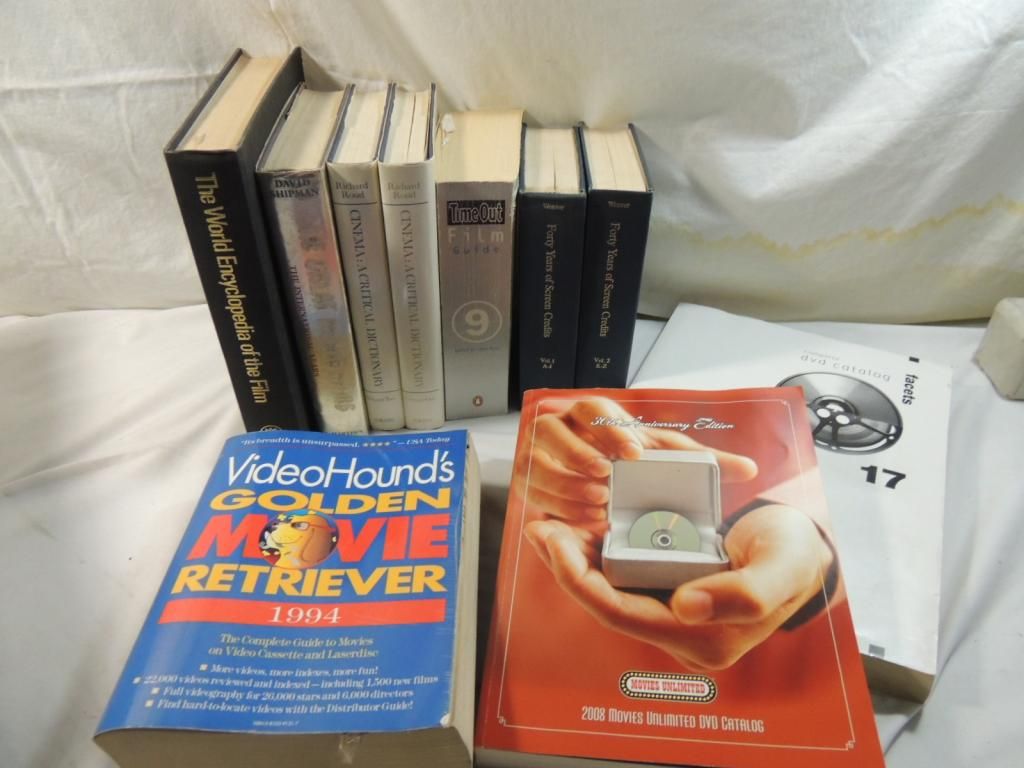 The World Encyclopedia of the Film
DAVID
SHIPMAN
Richard
Roud
CINEMA: A CRITICAL DICTIONARY
Richard
Roud
CINEMA: A CRITICAL DICTIONARY
TimeOut
Film
Guide
9
Weaver
Forty Years of Screen Credits
Vol. 1
A-J
Weaver
Forty Years of Screen Credits
Vol. 2
K-Z
complete
dvd catalog
facets
17
"Its breadth is unsurpassed. ★★★★" — USA Today
VideoHound's
GOLDEN
MOVIE
RETRIEVER
1994
The Complete Guide to Movies
on Video Cassette and Laserdisc
■ More videos, more indexes, more fun!
■ 22,000 videos reviewed and indexed — including 1,500 new films
■ Full videography for 26,000 stars and 6,000 directors
■ Find hard-to-locate videos with the Distributor Guide!
30th Anniversary Edition
MOVIES UNLIMITED
2008 MOVIES UNLIMITED DVD CATALOG